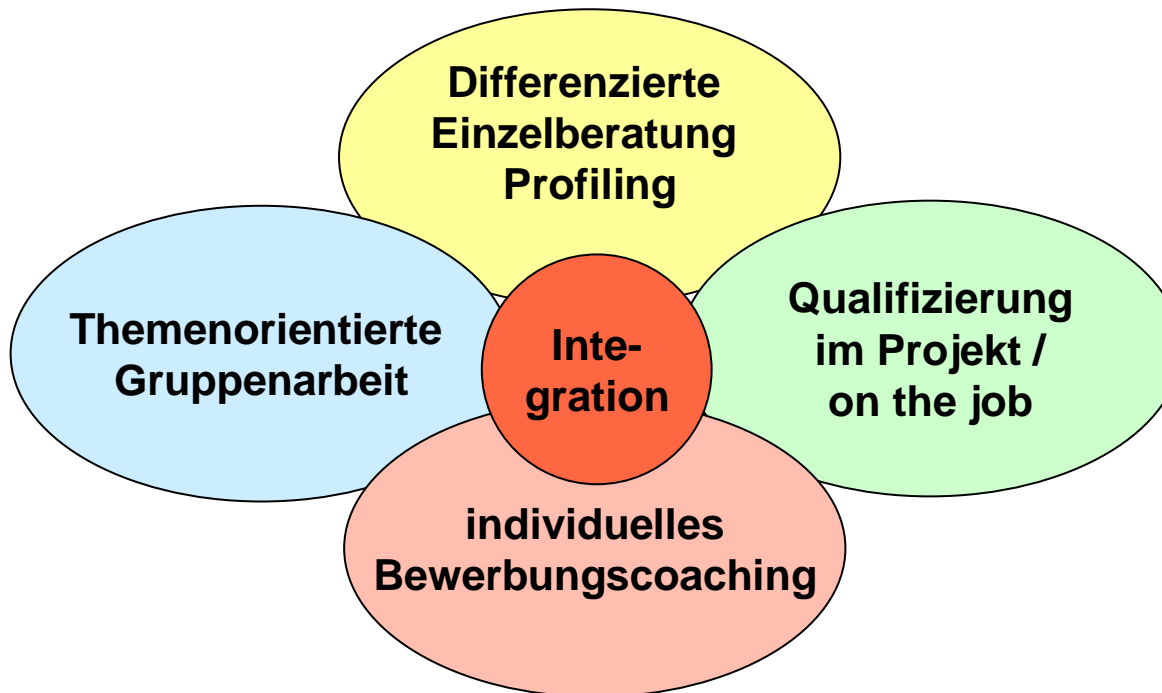 Differenzierte
Einzelberatung
Profiling
Themenorientierte
Gruppenarbeit
Inte-
gration
Qualifizierung
im Projekt /
on the job
individuelles
Bewerbungscoaching